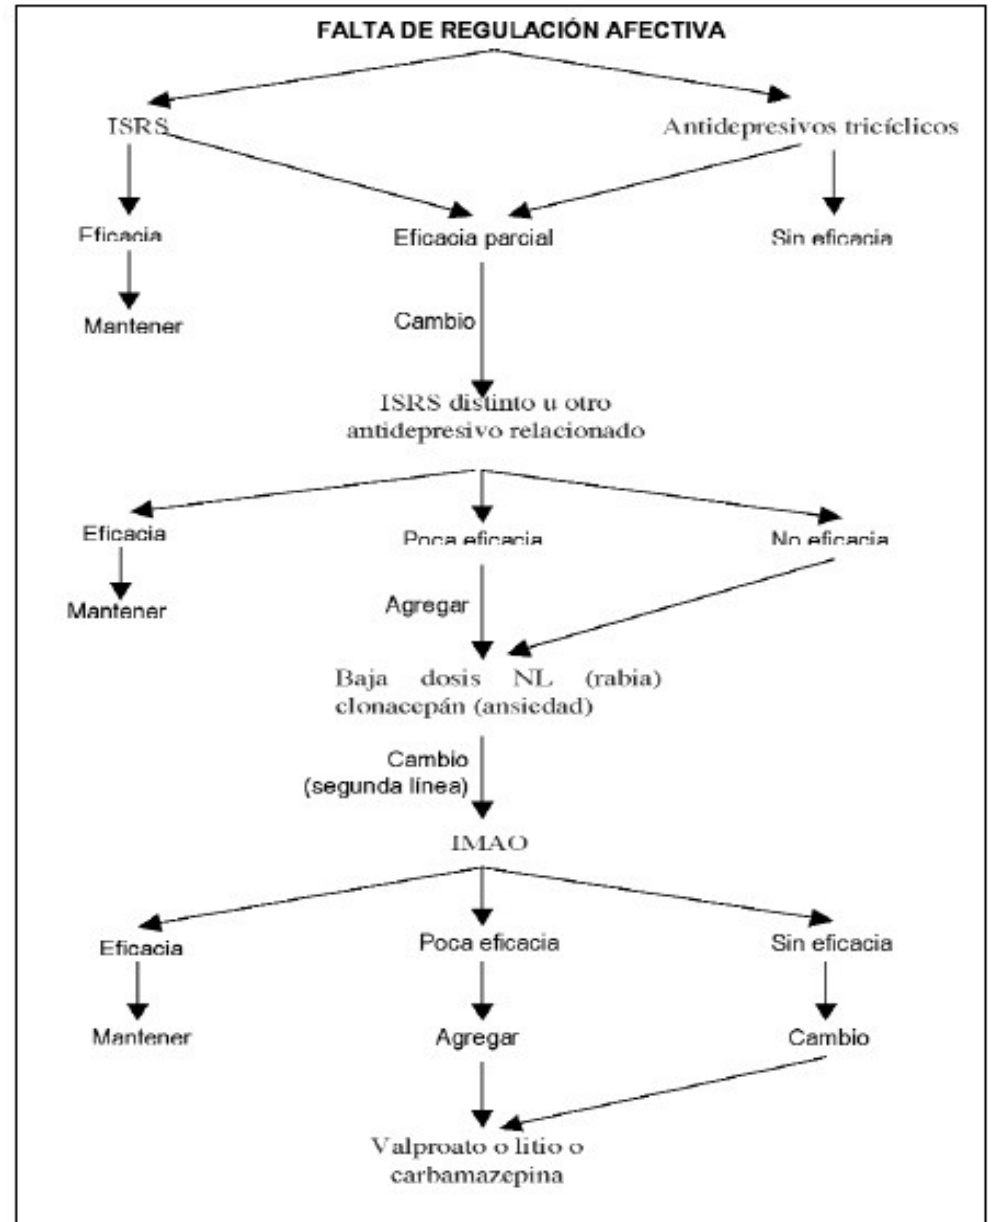 FALTA DE REGULACIÓN AFECTIVA
ISRS
Antidepresivos tricíclicos
Eficacia
Eficacia parcial
Sin eficacia
Mantener
Cambio
ISRS distinto u otro
antidepresivo relacionado
Eficacia
Poca eficacia
No eficacia
Mantener
Agregar
Baja dosis NL (rabia)
clonacepán (ansiedad)
Cambio
(segunda línea)
IMAO
Eficacia
Poca eficacia
Sin eficacia
Mantener
Agregar
Cambio
Valproato o litio o
carbamazepina